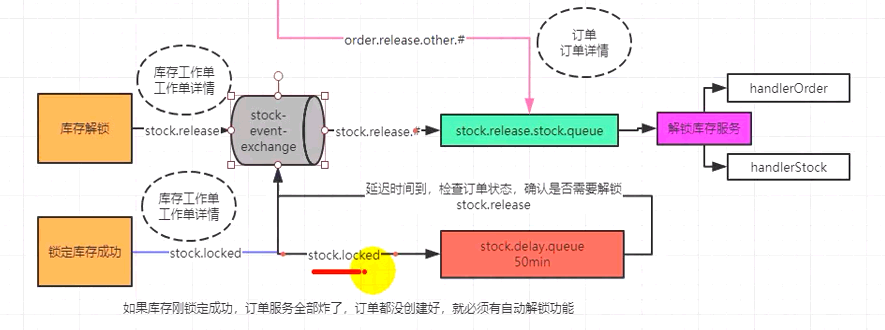 order.release.other.#
订单
订单详情
库存工作单
工作单详情
库存解锁
stock.release
stock-
event-
exchange
stock.release.#
stock.release.stock.queue
解锁库存服务
handlerOrder
handlerStock
库存工作单
工作单详情
延迟时间到，检查订单状态，确认是否需要解锁
stock.release
锁定库存成功
stock.locked
stock.locked
stock.delay.queue
50min
如果库存刚锁定成功，订单服务全部炸了，订单都没创建好，就必须有自动解锁功能